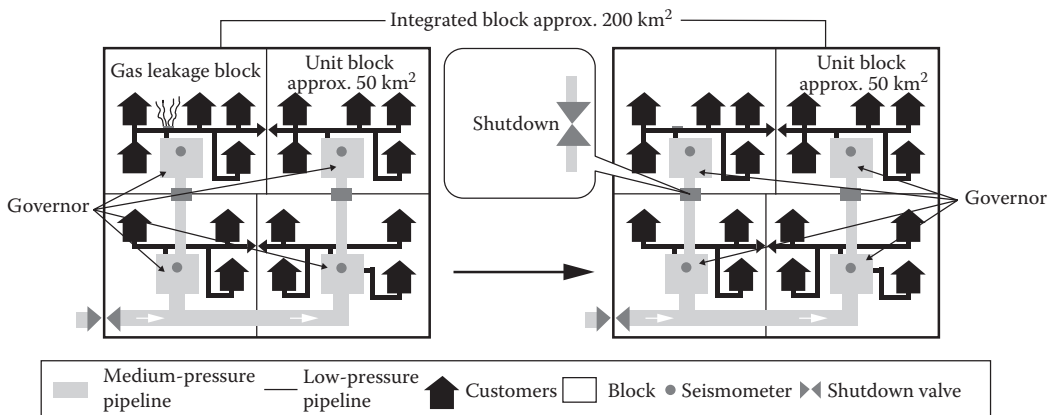 Integrated block approx. 200 km²
Gas leakage block
Unit block
approx. 50 km²
Shutdown
Unit block
approx. 50 km²
Governor
Governor
Medium-pressure
pipeline
Low-pressure
pipeline
Customers
Block
Seismometer
Shutdown valve